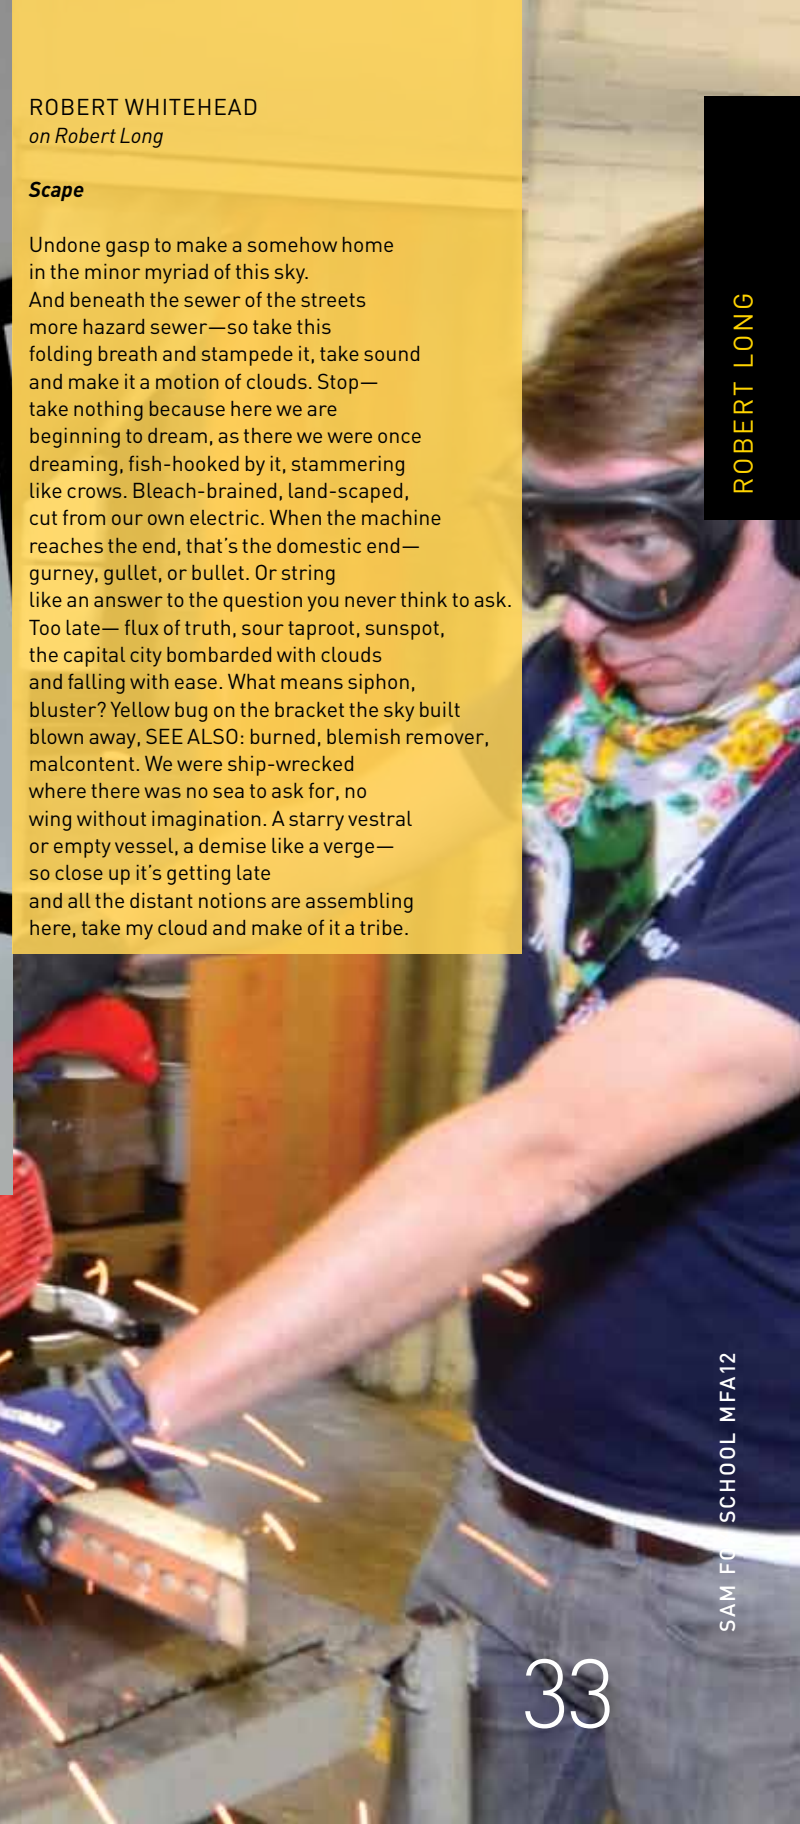 ROBERT WHITEHEAD
on Robert Long
Scape
Undone gasp to make a somehow home
in the minor myriad of this sky.
And beneath the sewer of the streets
more hazard sewer—so take this
folding breath and stampede it, take sound
and make it a motion of clouds. Stop—
take nothing because here we are
beginning to dream, as there we were once
dreaming, fish-hooked by it, stammering
like crows. Bleach-brained, land-scaped,
cut from our own electric. When the machine
reaches the end, that’s the domestic end—
gurney, gullet, or bullet. Or string
like an answer to the question you never think to ask.
Too late— flux of truth, sour taproot, sunspot,
the capital city bombarded with clouds
and falling with ease. What means siphon,
bluster? Yellow bug on the bracket the sky built
blown away, SEE ALSO: burned, blemish remover,
malcontent. We were ship-wrecked
where there was no sea to ask for, no
wing without imagination. A starry vestral
or empty vessel, a demise like a verge—
so close up it’s getting late
and all the distant notions are assembling
here, take my cloud and make of it a tribe.
ROBERT LONG
SAM FO SCHOOL MFA12
33